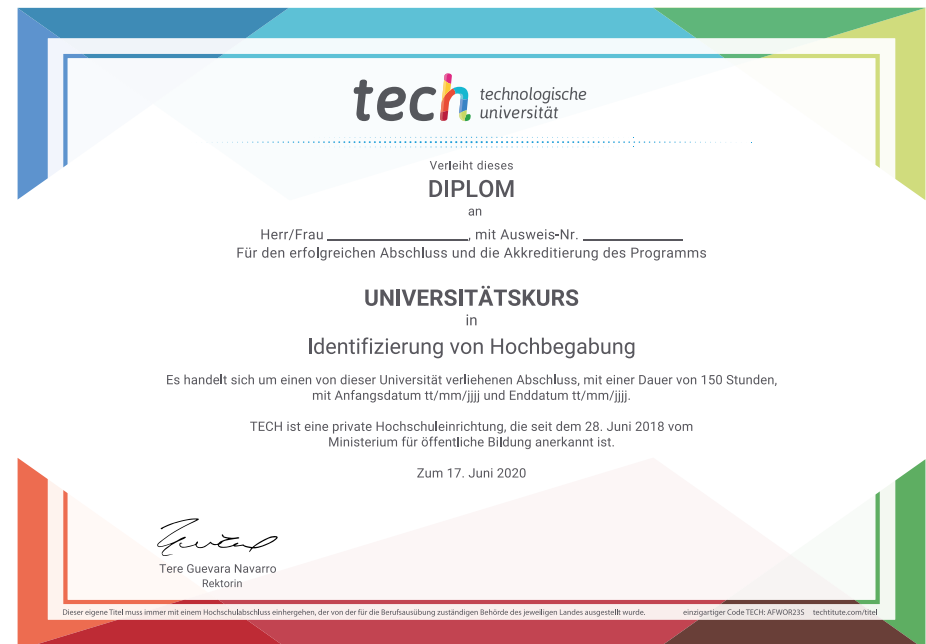 tech technologische
universität
Verleiht dieses
DIPLOM
an
Herr/Frau ____________________, mit Ausweis-Nr. ______________
Für den erfolgreichen Abschluss und die Akkreditierung des Programms
UNIVERSITÄTSKURS
in
Identifizierung von Hochbegabung
Es handelt sich um einen von dieser Universität verliehenen Abschluss, mit einer Dauer von 150 Stunden,
mit Anfangsdatum tt/mm/jjjj und Enddatum tt/mm/jjjj.
TECH ist eine private Hochschuleinrichtung, die seit dem 28. Juni 2018 vom
Ministerium für öffentliche Bildung anerkannt ist.
Zum 17. Juni 2020
Tere Guevara Navarro
Rektorin
Dieser eigene Titel muss immer mit einem Hochschulabschluss einhergehen, der von der für die Berufsausübung zuständigen Behörde des jeweiligen Landes ausgestellt wurde. einzigartiger Code TECH: AFWOR23S techtitute.com/titel